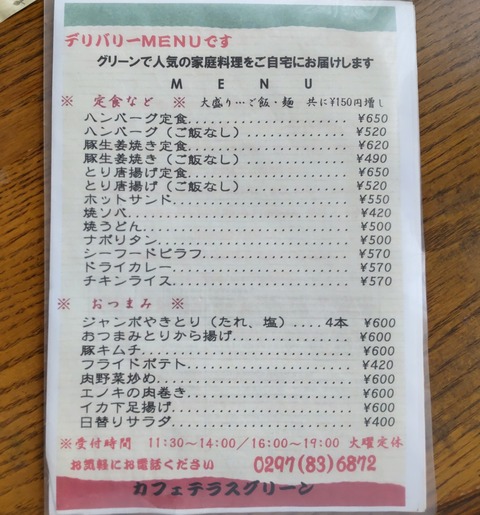 デリバリーMENUです
グリーンで人気の家庭料理をご自宅にお届けします
MENU
※ 定食など ※ 大盛り…ご飯・麺 共に¥150円増し
ハンバーグ定食 ¥650
ハンバーグ（ご飯なし） ¥520
豚生姜焼き定食 ¥620
豚生姜焼き（ご飯なし） ¥490
とり唐揚げ定食 ¥650
とり唐揚げ（ご飯なし） ¥520
ホットサンド ¥550
焼ソバ ¥420
焼うどん ¥500
ナポリタン ¥500
シーフードピラフ ¥570
ドライカレー ¥570
チキンライス ¥570
※ おつまみ ※
ジャンボやきとり（たれ、塩）....4本 ¥600
おつまみとりから揚げ ¥600
豚キムチ ¥600
フライドポテト ¥420
肉野菜炒め ¥600
エノキの肉巻き ¥600
イカ下足揚げ ¥600
日替りサラダ ¥400
※受付時間 11:30~14:00／16:00~19:00 火曜定休
お気軽にお電話ください 0297(83)6872
カフェテラスグリーン